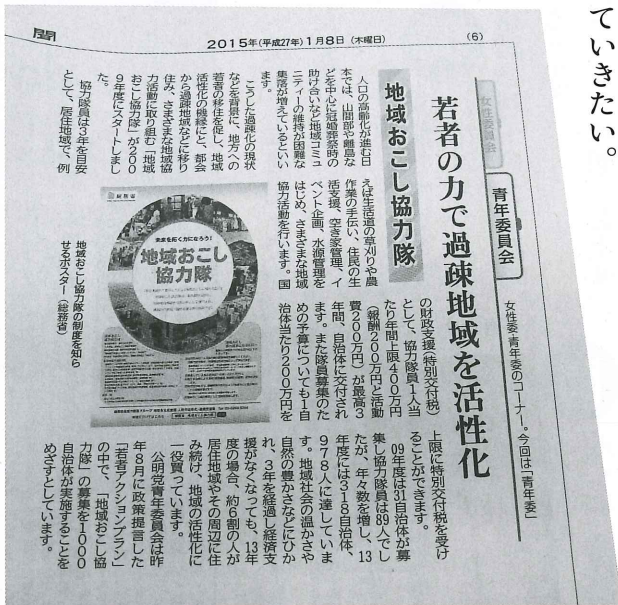 ていきたい。
聞
2015年(平成27年)1月8日(木曜日)
(6)
女性委員会
青年委員会
女性委・青年委のコーナー。今回は「青年委」
若者の力で過疎地域を活性化
地域おこし協力隊
人口の高齢化が進む日
本では、山間部や離島な
どを中心に冠婚葬祭時の
助け合いなど地域コミュ
ニティーの維持が困難な
集落が増えているといい
ます。
こうした過疎化の現状
などを背景に、地方への
若者の移住を促し、地域
活性化の機縁にと、都会
から過疎地域などに移り
住み、さまざまな地域協
力活動に取り組む「地域
おこし協力隊」が200
9年度にスタートしまし
た。
協力隊員は3年を目安
として、居住地域で、例
えば生活道の草刈りや農
作業の手伝い、住民の生
活支援、空き家管理、イ
ベント企画、水源管理を
はじめ、さまざまな地域
協力活動を行います。国
の財政支援(特別交付税)
として、協力隊員1人当
たり年間上限400万円
(報酬200万円と活動
費200万円)が最高3
年間、自治体に交付され
ます。また隊員募集のた
めの予算についても1自
治体当たり200万円を
上限に特別交付税を受け
ることができます。
09年度は31自治体が募
集し協力隊員は89人でし
たが、年々数を増し、13
年度には318自治体、
978人に達していま
す。地域社会の温かさや
自然の豊かさなどにひか
れ、3年を経過し経済支
援がなくなっても、13年
度の場合、約6割の人が
居住地域やその周辺に住
み続け、地域の活性化に
一役買っています。
公明党青年委員会は昨
年8月に政策提言した
「若者アクションプラン」
の中で、「地域おこし協
力隊」の募集を1000
自治体が実施することを
めざすとしています。
総務省
未来を拓く力になろう!
地域おこし
協力隊
地域おこし協力隊の制度を知ら
せるポスター(総務省)